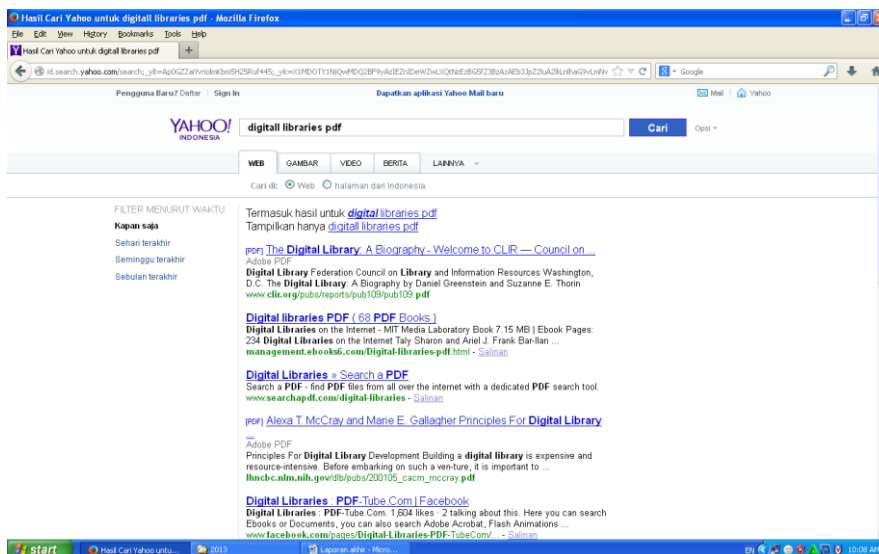 Hasil Cari Yahoo untuk digitall libraries pdf - Mozilla Firefox
File Edit View History Bookmarks Tools Help
Hasil Cari Yahoo untuk digitall libraries pdf
Google
Pengguna Baru? Daftar Sign In Dapatkan aplikasi Yahoo Mail baru Mail Yahoo
YAHOO!
INDONESIA
digitall libraries pdf Cari Opsi
WEB GAMBAR VIDEO BERITA LAINNYA
Cari di: Web halaman dari Indonesia
FILTER MENURUT WAKTU
Kapan saja
Sehari terakhir
Seminggu terakhir
Sebulan terakhir
Termasuk hasil untuk digital libraries pdf
Tampilkan hanya digitall libraries pdf
[PDF] The Digital Library: A Biography - Welcome to CLIR — Council on ...
Adobe PDF
Digital Library Federation Council on Library and Information Resources Washington,
D.C. The Digital Library: A Biography by Daniel Greenstein and Suzanne E. Thorin
www.clir.org/pubs/reports/pub109/pub109.pdf
Digital libraries PDF ( 68 PDF Books )
Digital Libraries on the Internet - MIT Media Laboratory Book 7.15 MB | Ebook Pages:
234 Digital Libraries on the Internet Taly Sharon and Ariel J. Frank Bar-Ilan ...
management.ebooks6.com/Digital-libraries-pdf.html - Salinan
Digital Libraries » Search a PDF
Search a PDF - find PDF files from all over the internet with a dedicated PDF search tool.
www.searchapdf.com/digital-libraries - Salinan
[PDF] Alexa T. McCray and Marie E. Gallagher Principles For Digital Library
...
Adobe PDF
Principles For Digital Library Development Building a digital library is expensive and
resource-intensive. Before embarking on such a ven-ture, it is important to ...
lhncbc.nlm.nih.gov/dlb/pubs/200105_cacm_mccray.pdf
Digital Libraries : PDF-Tube.Com | Facebook
Digital Libraries : PDF-Tube.Com. 1,604 likes · 2 talking about this. Here you can search
Ebooks or Documents, you can also search Adobe Acrobat, Flash Animations ...
www.facebook.com/pages/Digital-Libraries-PDF-TubeCom/... - Salinan
start Hasil Cari Yahoo untu... 2013 Laporan akhir - Micro... EN 10:08 AM